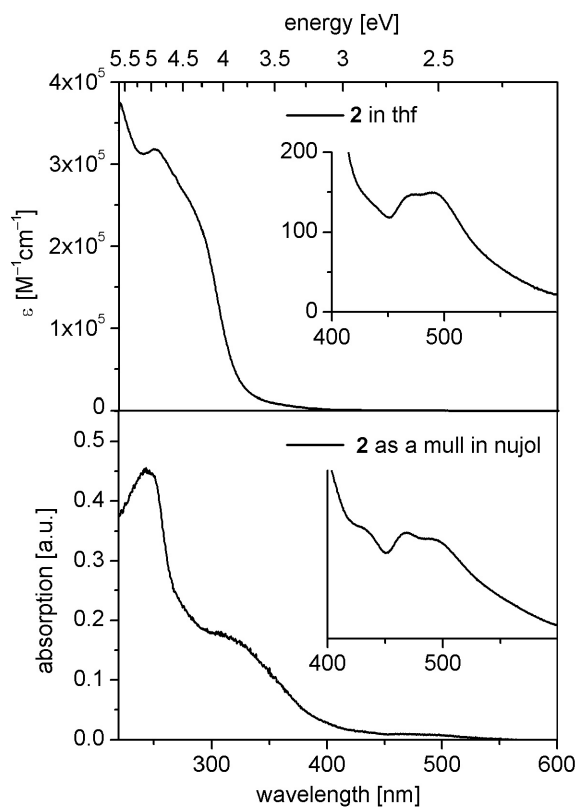 energy [eV]
5.5 5 4.5 4 3.5 3 2.5
4x10⁵
2 in thf
200
3x10⁵
ε [M⁻¹cm⁻¹]
100
2x10⁵
0
400 500
1x10⁵
0
0.5
2 as a mull in nujol
0.4
absorption [a.u.]
0.3
0.2
400 500
0.1
0.0
300 400 500 600
wavelength [nm]